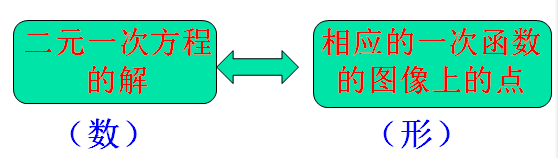 二元一次方程
的解
相应的一次函数
的图像上的点
（数）
（形）